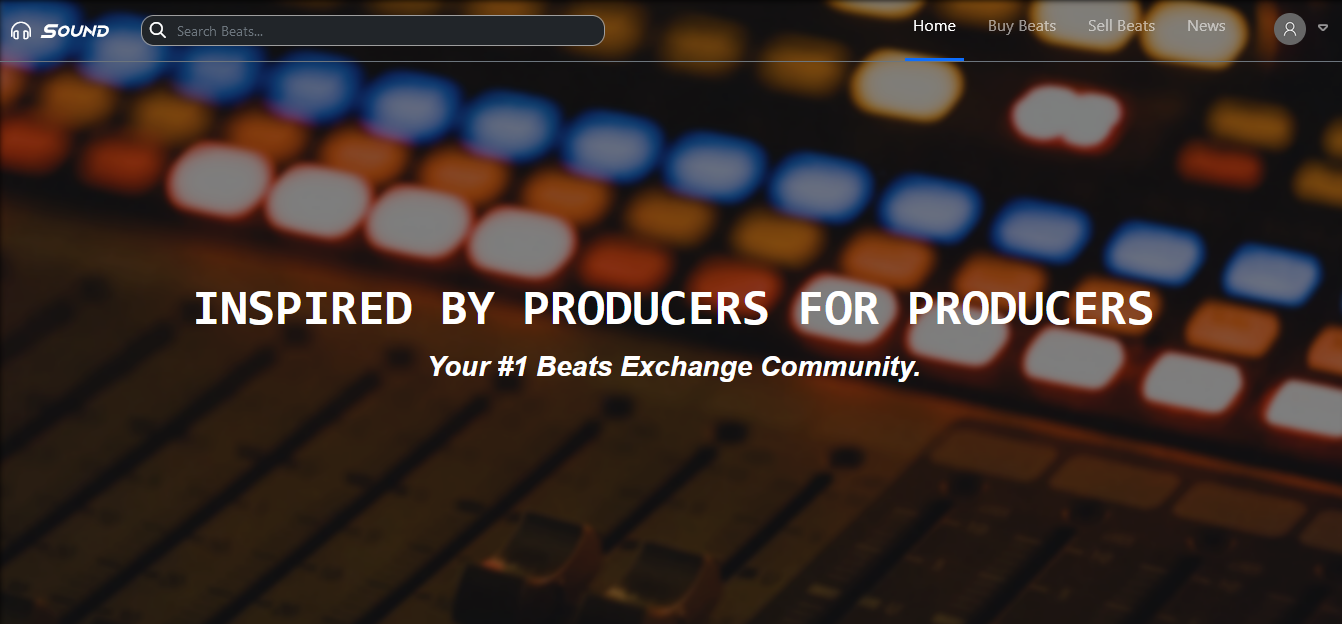 Sound
Search Beats...
Home
Buy Beats
Sell Beats
News
INSPIRED BY PRODUCERS FOR PRODUCERS
Your #1 Beats Exchange Community.